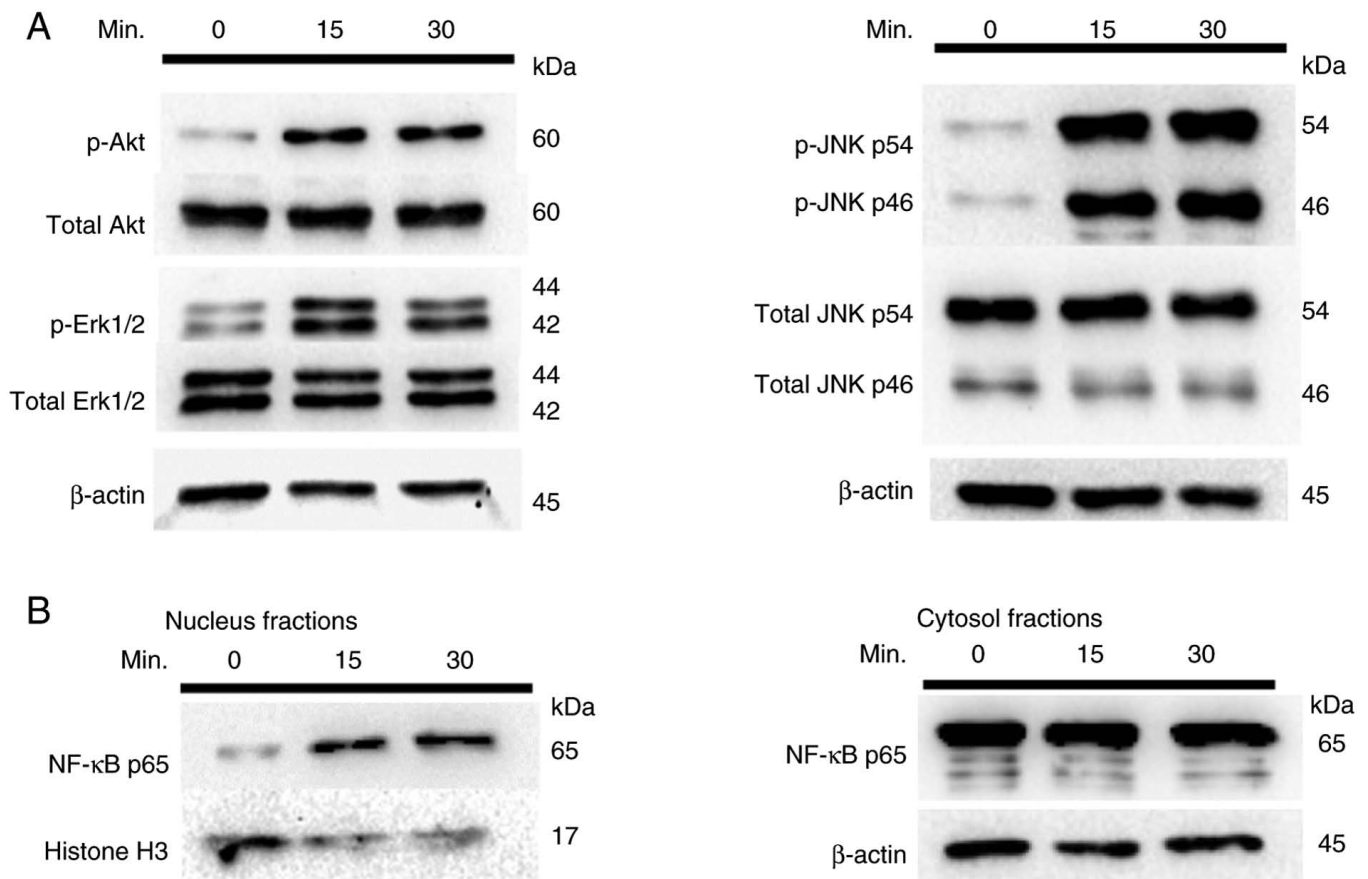 A
Min. 0 15 30
kDa
p-Akt 60
Total Akt 60
44
p-Erk1/2 42
Total Erk1/2 44
42
β-actin 45
Min. 0 15 30
kDa
p-JNK p54 54
p-JNK p46 46
Total JNK p54 54
Total JNK p46 46
β-actin 45
B
Nucleus fractions
Min. 0 15 30
kDa
NF-κB p65 65
Histone H3 17
Cytosol fractions
Min. 0 15 30
kDa
NF-κB p65 65
β-actin 45